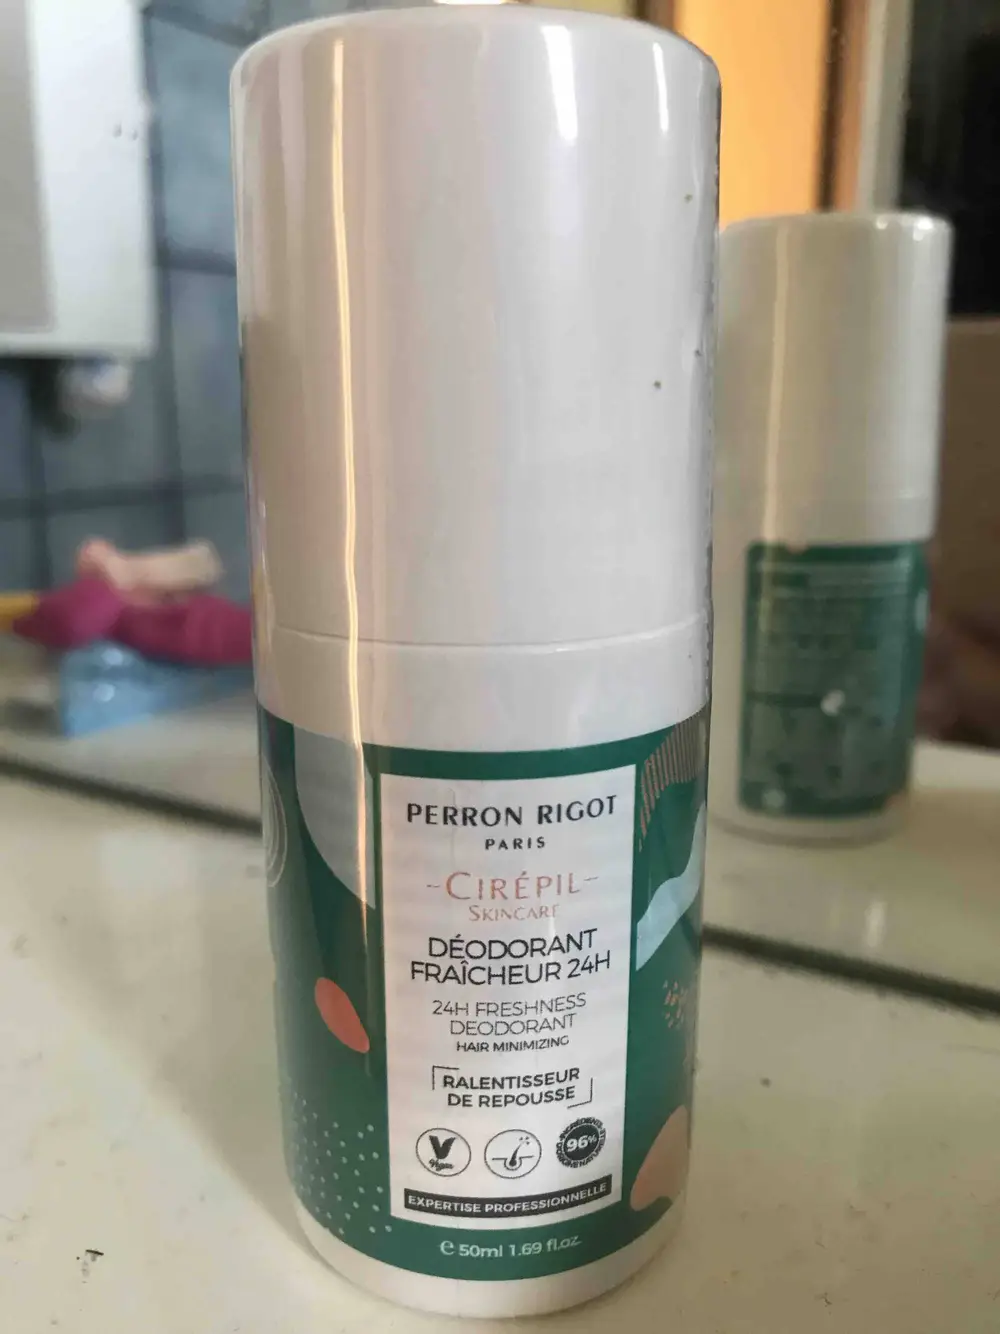 PERRON RIGOT
PARIS
-CIRÉPIL-
SKINCARE
DÉODORANT
FRAÎCHEUR 24H
24H FRESHNESS
DEODORANT
HAIR MINIMIZING
RALENTISSEUR
DE REPOUSSE
Vegan
96%
EXPERTISE PROFESSIONNELLE
e 50ml 1.69 fl.oz.